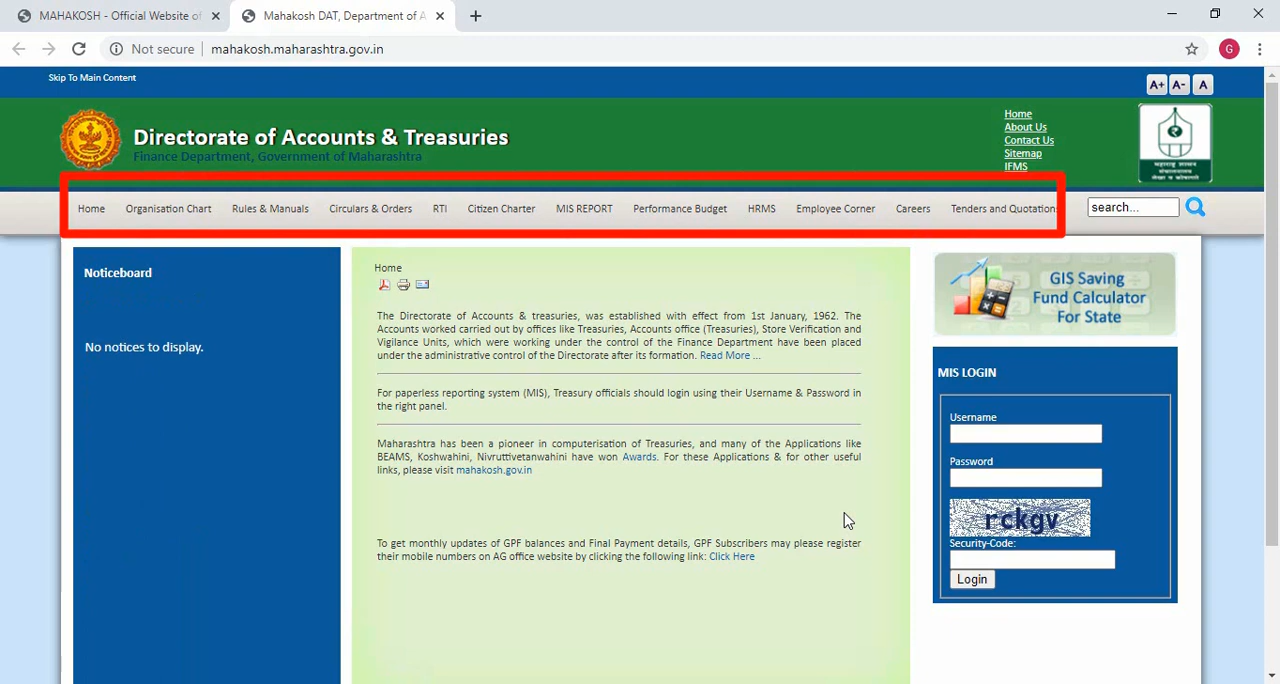 MAHAKOSH - Official Website of
Mahakosh DAT, Department of A
Not secure
mahakosh.maharashtra.gov.in
G
Skip To Main Content
A+ A- A
Directorate of Accounts & Treasuries
Finance Department, Government of Maharashtra
Home
About Us
Contact Us
Sitemap
IFMS
महाराष्ट्र शासन
संचालनालय
लेखा व कोषागारे
Home Organisation Chart Rules & Manuals Circulars & Orders RTI Citizen Charter MIS REPORT Performance Budget HRMS Employee Corner Careers Tenders and Quotations
search...
Noticeboard
No notices to display.
Home
The Directorate of Accounts & treasuries, was established with effect from 1st January, 1962. The
Accounts worked carried out by offices like Treasuries, Accounts office (Treasuries), Store Verification and
Vigilance Units, which were working under the control of the Finance Department have been placed
under the administrative control of the Directorate after its formation. Read More ...
For paperless reporting system (MIS), Treasury officials should login using their Username & Password in
the right panel.
Maharashtra has been a pioneer in computerisation of Treasuries, and many of the Applications like
BEAMS, Koshwahini, Nivruttivetanwahini have won Awards. For these Applications & for other useful
links, please visit mahakosh.gov.in
To get monthly updates of GPF balances and Final Payment details, GPF Subscribers may please register
their mobile numbers on AG office website by clicking the following link: Click Here
GIS Saving
Fund Calculator
For State
MIS LOGIN
Username
Password
rckgv
Security-Code:
Login